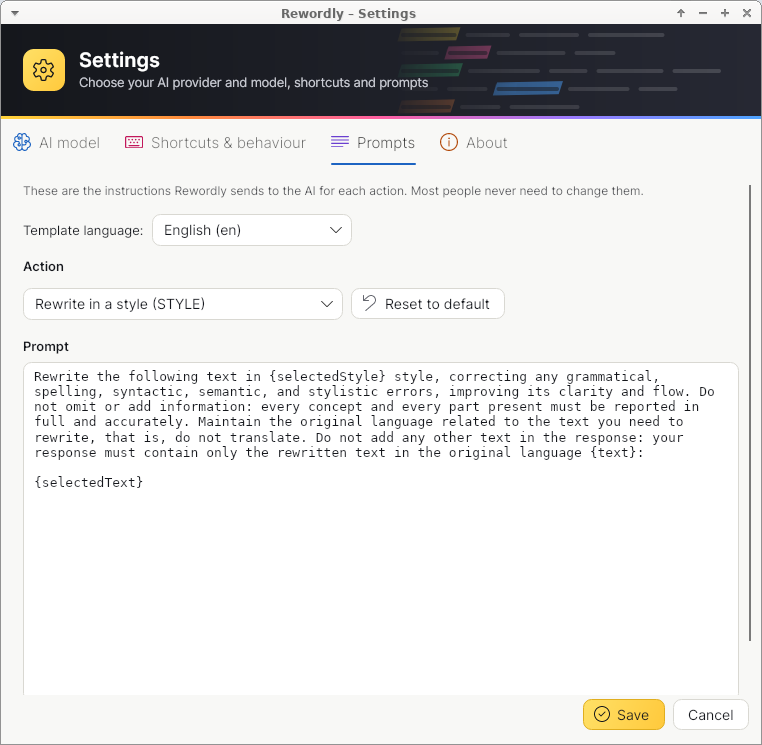 Rewordly – Settings
Settings
Choose your AI provider and model, shortcuts and prompts
AI model
Shortcuts & behaviour
Prompts
About
These are the instructions Rewordly sends to the AI for each action. Most people never need to change them.
Template language:
English (en)
Action
Rewrite in a style (STYLE)
Reset to default
Prompt
Rewrite the following text in {selectedStyle} style, correcting any grammatical,
spelling, syntactic, semantic, and stylistic errors, improving its clarity and flow. Do
not omit or add information: every concept and every part present must be reported in
full and accurately. Maintain the original language related to the text you need to
rewrite, that is, do not translate. Do not add any other text in the response: your
response must contain only the rewritten text in the original language {text}:
{selectedText}
Save
Cancel